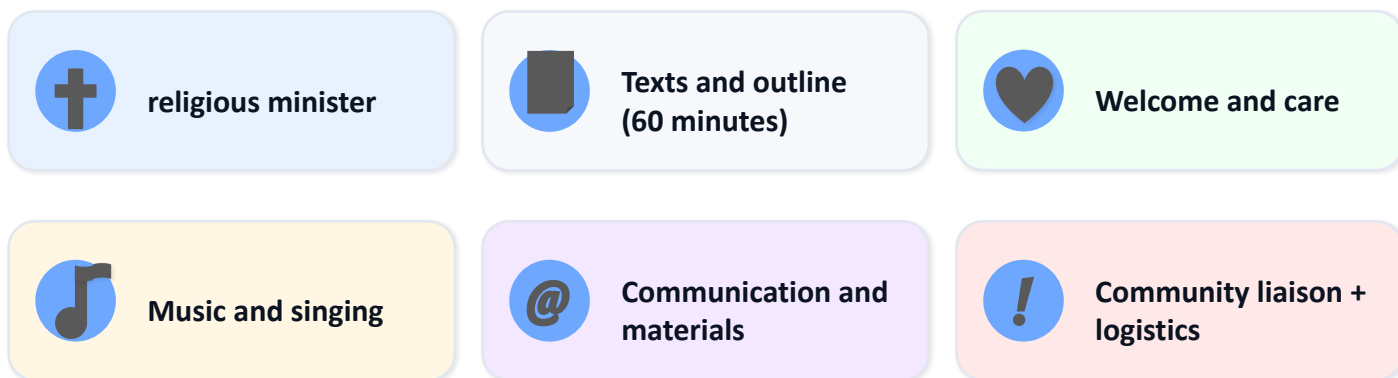 religious minister
Texts and outline
(60 minutes)
Welcome and care
Music and singing
@
Communication and
materials
!
Community liaison +
logistics